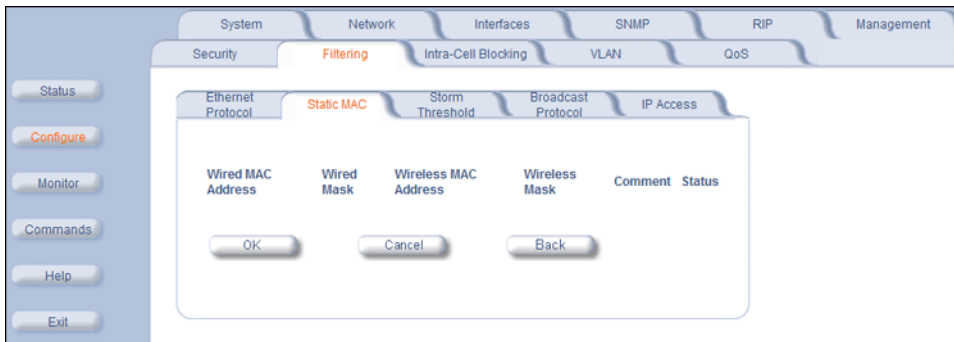 System Network Interfaces SNMP RIP Management
Security Filtering Intra-Cell Blocking VLAN QoS
Status
Configure
Monitor
Commands
Help
Exit
Ethernet Protocol Static MAC Storm Threshold Broadcast Protocol IP Access
Wired MAC Address Wired Mask Wireless MAC Address Wireless Mask Comment Status
OK Cancel Back